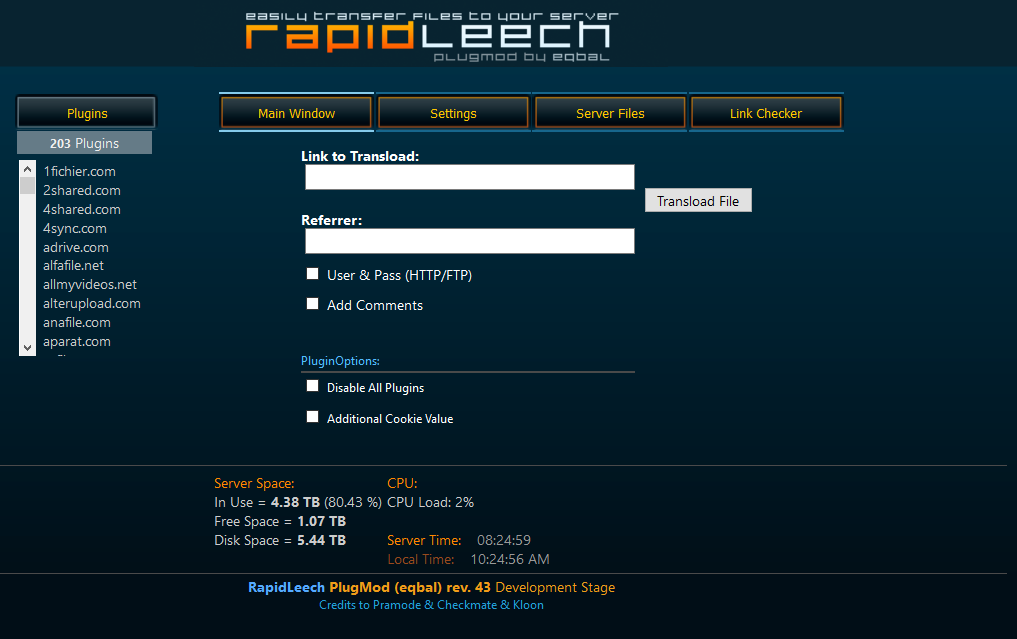 easily transfer files to your server
rapidleech
plugmod by eqbal
Plugins
Main Window
Settings
Server Files
Link Checker
203 Plugins
1fichier.com
2shared.com
4shared.com
4sync.com
adrive.com
alfafile.net
allmyvideos.net
alterupload.com
anafile.com
aparat.com
Link to Transload:
Transload File
Referrer:
User & Pass (HTTP/FTP)
Add Comments
PluginOptions:
Disable All Plugins
Additional Cookie Value
Server Space:
In Use = 4.38 TB (80.43 %)
Free Space = 1.07 TB
Disk Space = 5.44 TB
CPU:
CPU Load: 2%
Server Time: 08:24:59
Local Time: 10:24:56 AM
RapidLeech PlugMod (eqbal) rev. 43 Development Stage
Credits to Pramode & Checkmate & Kloon